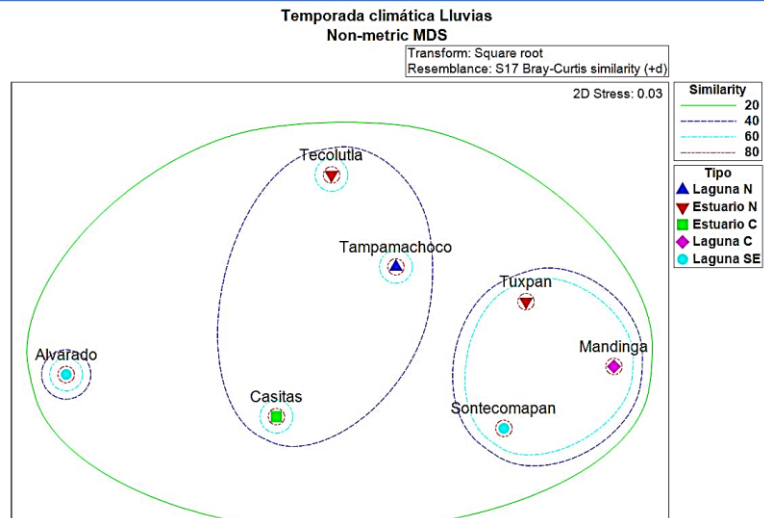 Temporada climática Lluvias
Non-metric MDS
Transform: Square root
Resemblance: S17 Bray-Curtis similarity (+d)
2D Stress: 0.03
Similarity
20
40
60
80
Tipo
Laguna N
Estuario N
Estuario C
Laguna C
Laguna SE
Tecolutla
Tampamachoco
Tuxpan
Mandinga
Alvarado
Casitas
Sontecomapan